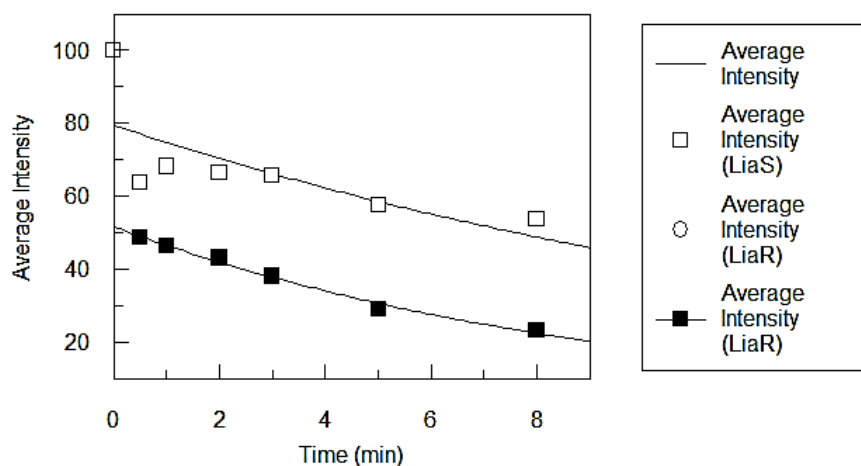 100
80
60
40
20
Average Intensity
0
2
4
6
8
Time (min)
Average
Intensity
Average
Intensity
(LiaS)
Average
Intensity
(LiaR)
Average
Intensity
(LiaR)